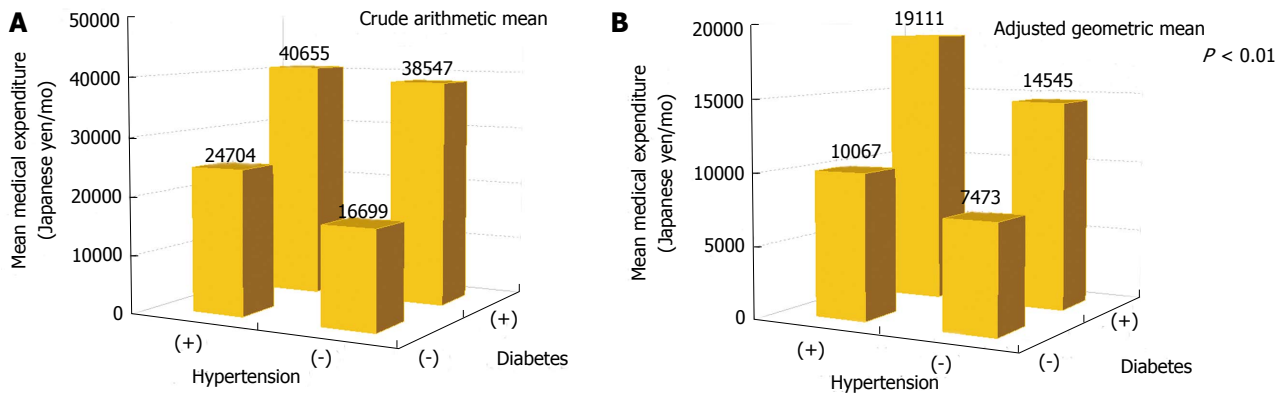 A
Crude arithmetic mean
Mean medical expenditure
(Japanese yen/mo)
50000
40000
30000
20000
10000
0
24704
40655
16699
38547
(+)
(-)
Hypertension
(-)
(+)
Diabetes
B
Adjusted geometric mean
P < 0.01
Mean medical expenditure
(Japanese yen/mo)
20000
15000
10000
5000
0
10067
19111
7473
14545
(+)
(-)
Hypertension
(-)
(+)
Diabetes